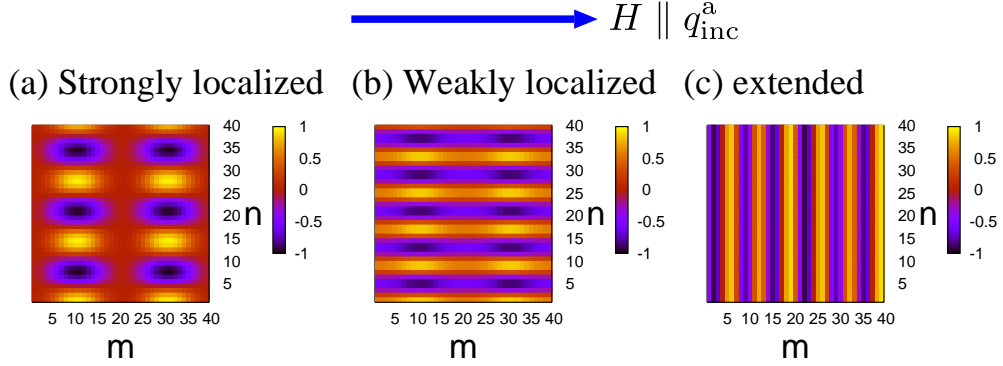 H ∥ q_inc^a
(a) Strongly localized (b) Weakly localized (c) extended
40 1 40 1 40 1
35 35 35
30 0.5 30 0.5 30 0.5
25 25 25
n 20 0 n 20 0 n 20 0
15 15 15
10 -0.5 10 -0.5 10 -0.5
5 -1 5 -1 5 -1
5 10 15 20 25 30 35 40 5 10 15 20 25 30 35 40 5 10 15 20 25 30 35 40
m m m